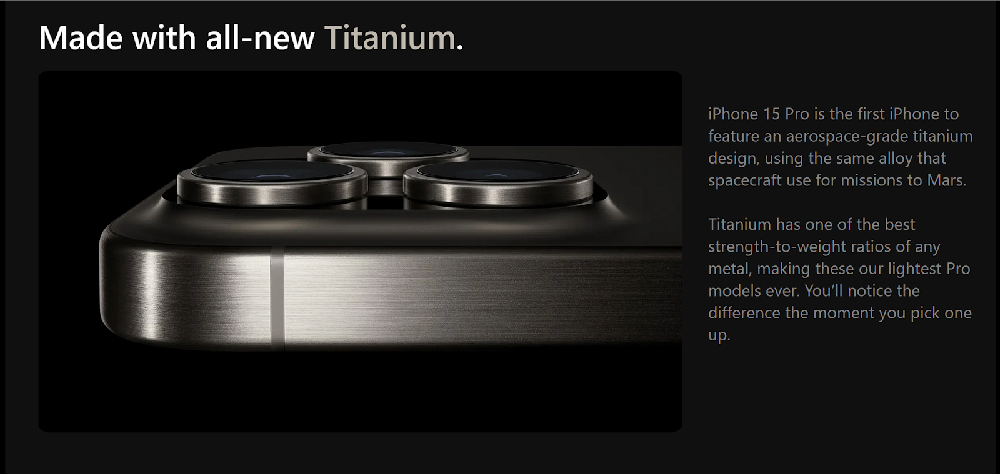 Made with all-new Titanium.
iPhone 15 Pro is the first iPhone to
feature an aerospace-grade titanium
design, using the same alloy that
spacecraft use for missions to Mars.
Titanium has one of the best
strength-to-weight ratios of any
metal, making these our lightest Pro
models ever. You’ll notice the
difference the moment you pick one
up.